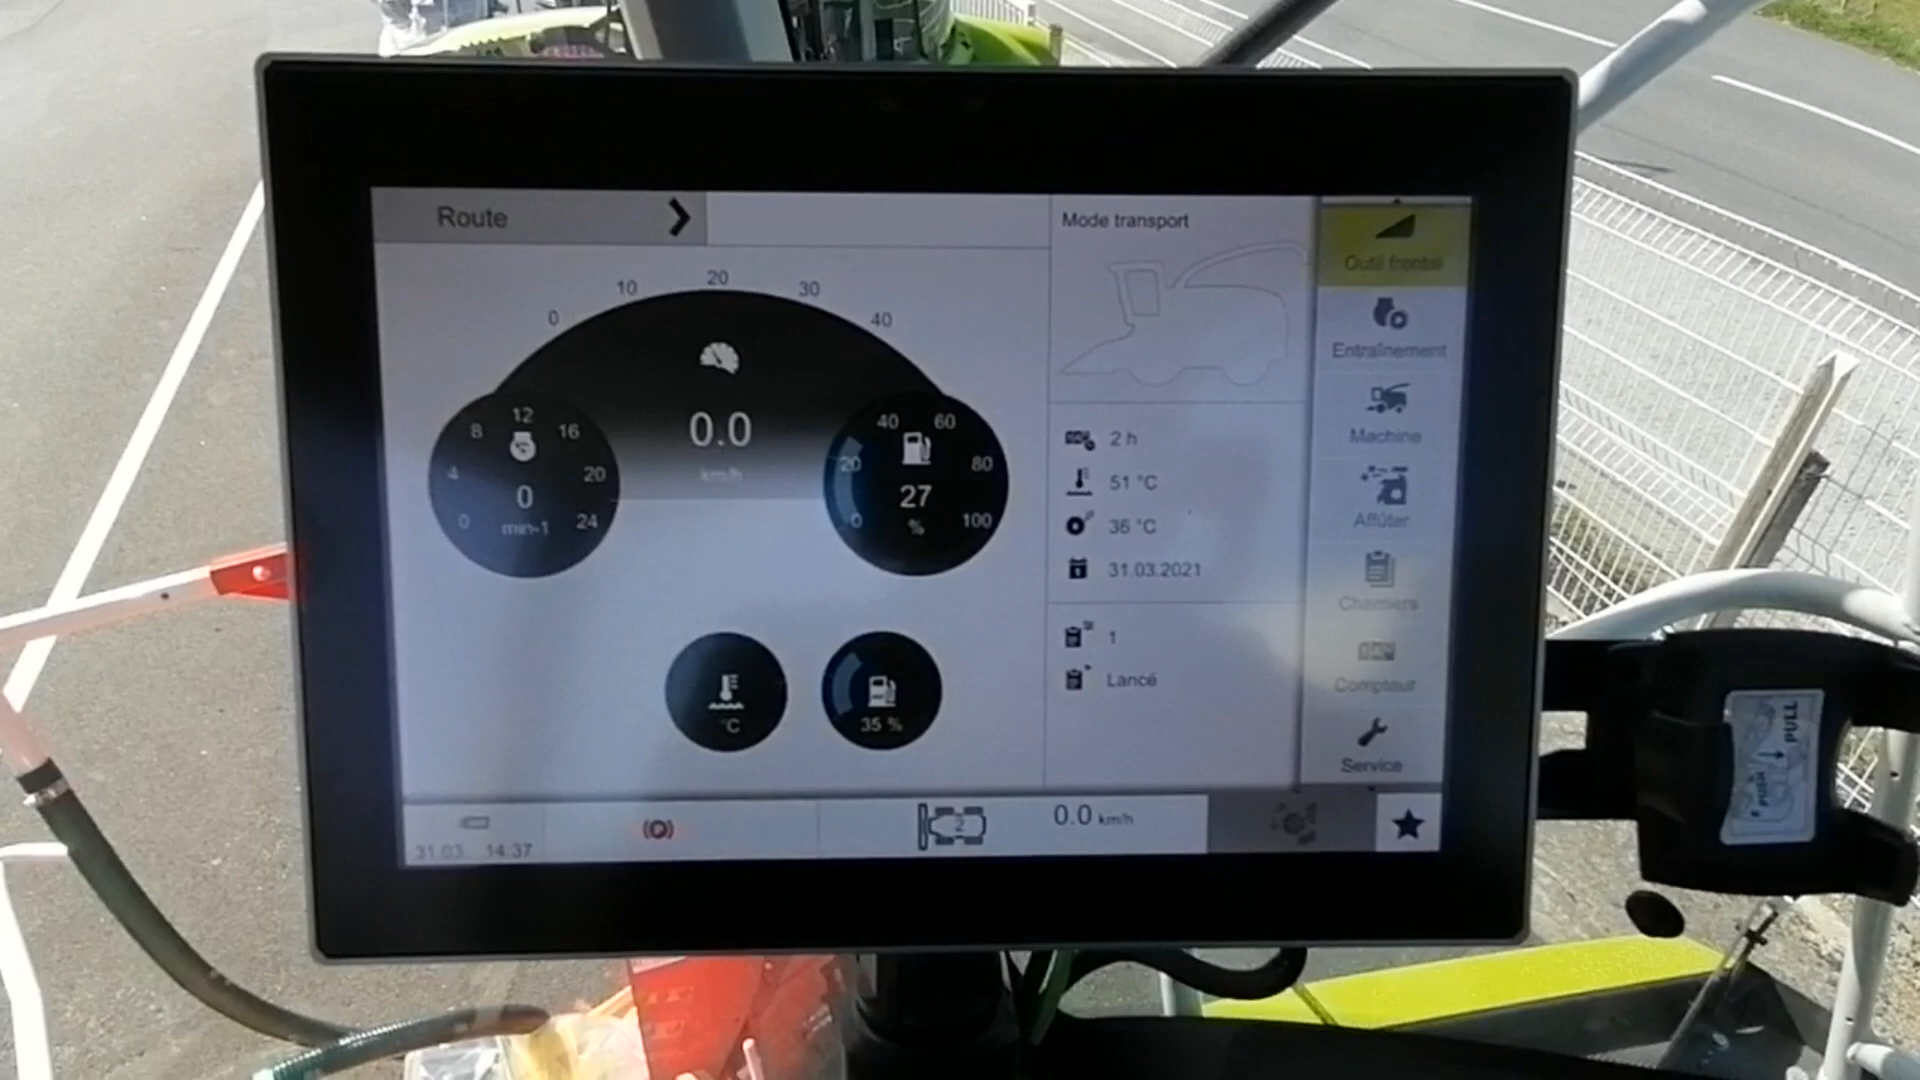 Route
Mode transport
0
10
20
30
40
0.0
km/h
0
4
8
12
16
20
24
0
min-1
0
20
40
60
80
100
27
%
°C
35 %
2 h
51 °C
36 °C
31.03.2021
1
Lancé
Outil frontal
Entraînement
Machine
Affûter
Chantiers
Compteur
Service
31.03. 14:37
2
0.0 km/h
PUSH
PULL